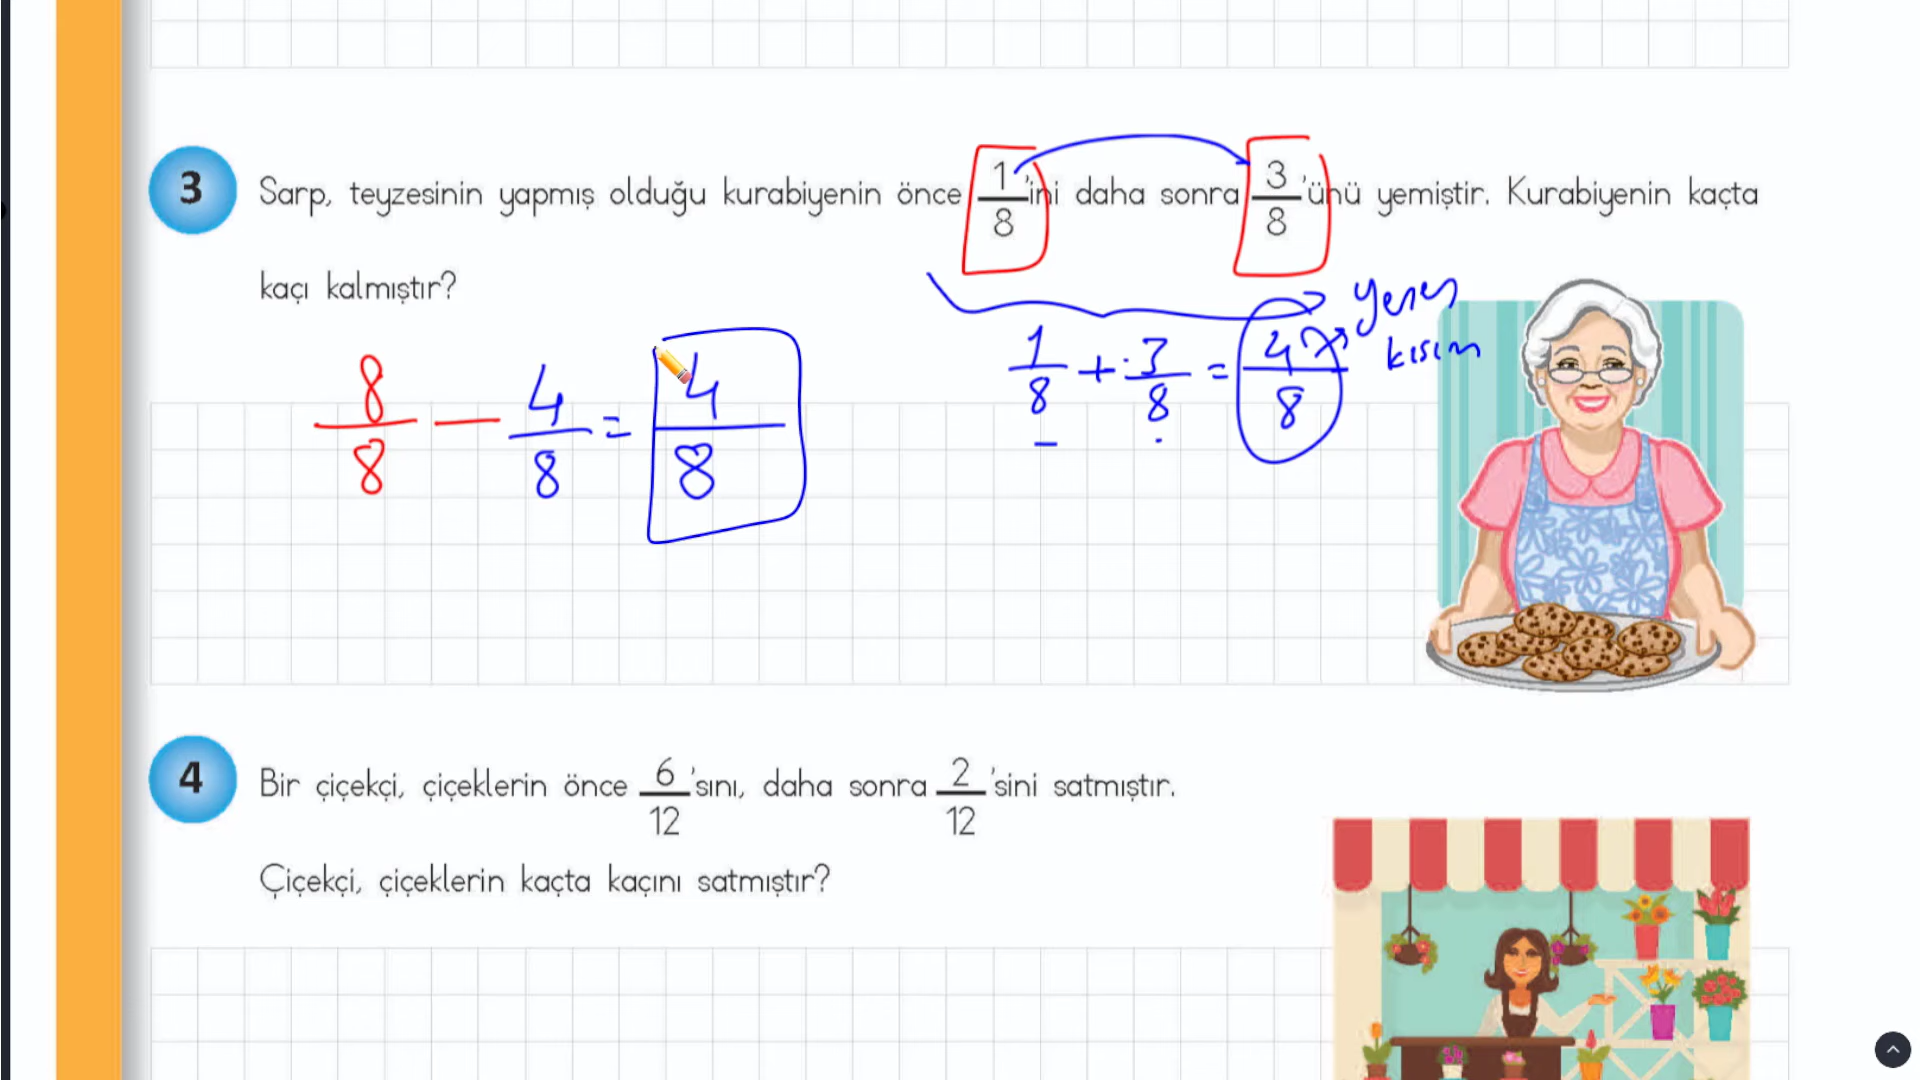 3 Sarp, teyzesinin yapmış olduğu kurabiyenin önce 1/8 'ini daha sonra 3/8 'ünü yemiştir. Kurabiyenin kaçta
kaçı kalmıştır?
yenen
kısım
1/8 + 3/8 = 4/8
8/8 − 4/8 = 4/8
4 Bir çiçekçi, çiçeklerin önce 6/12 'sını, daha sonra 2/12 'sini satmıştır.
Çiçekçi, çiçeklerin kaçta kaçını satmıştır?